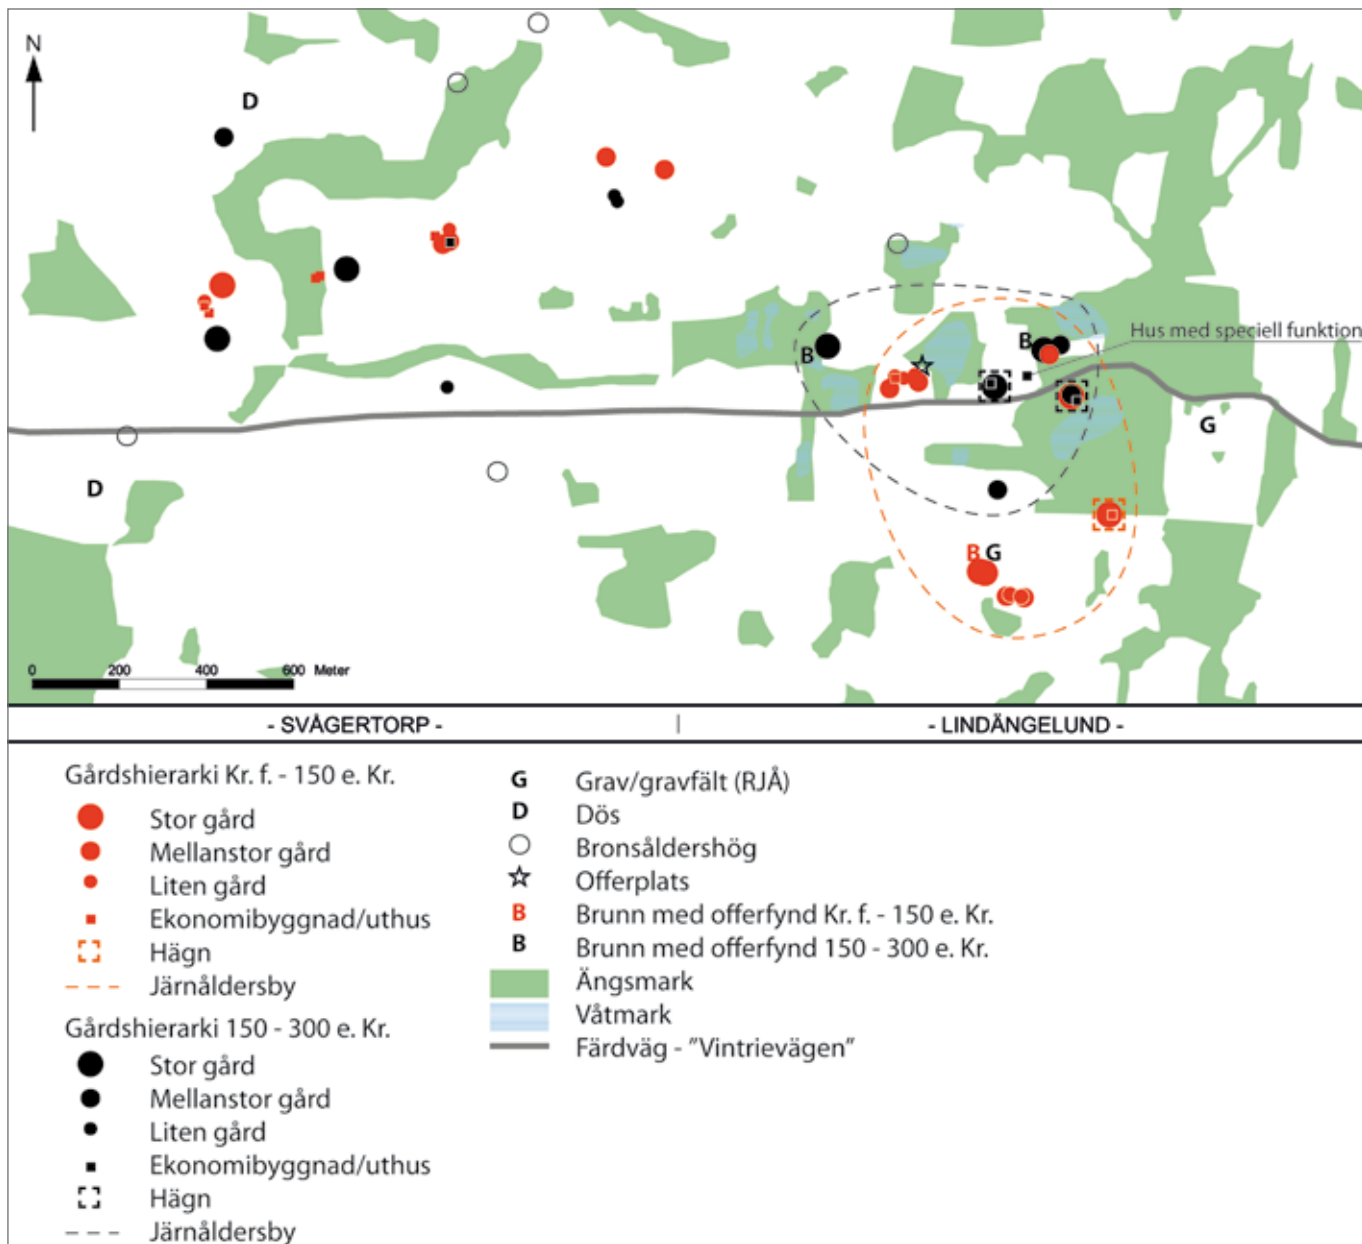 N
D
B
B
Hus med speciell funktion
G
D
B G
0 200 400 600 Meter
- SVÅGERTORP - | - LINDÄNGELUND -
Gårdshierarki Kr. f. - 150 e. Kr.
Stor gård
Mellanstor gård
Liten gård
Ekonomibyggnad/uthus
Hägn
Järnåldersby
Gårdshierarki 150 - 300 e. Kr.
Stor gård
Mellanstor gård
Liten gård
Ekonomibyggnad/uthus
Hägn
Järnåldersby
G Grav/gravfält (RJÅ)
D Dös
Bronsåldershög
Offerplats
B Brunn med offerfynd Kr. f. - 150 e. Kr.
B Brunn med offerfynd 150 - 300 e. Kr.
Ängsmark
Våtmark
Färdväg - ”Vintrievägen”